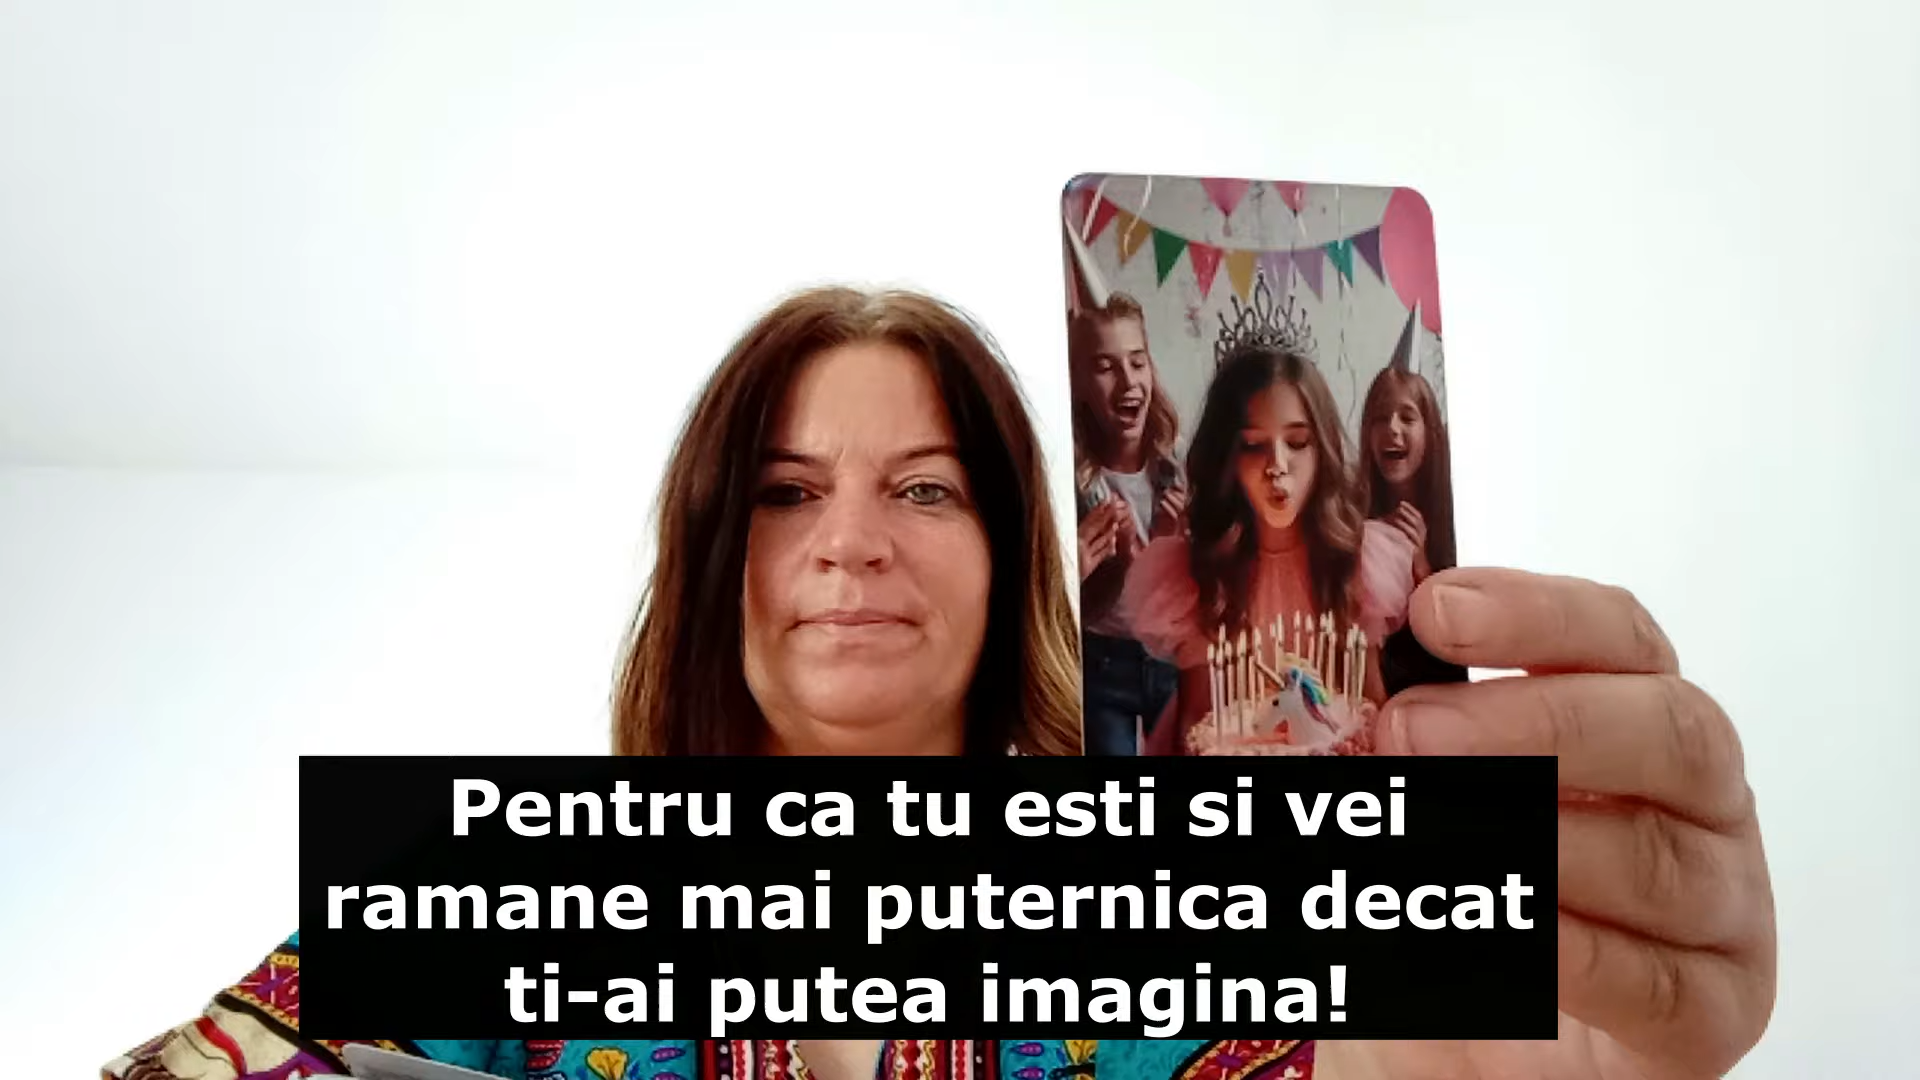 Pentru ca tu esti si vei
ramane mai puternica decat
ti-ai putea imagina!